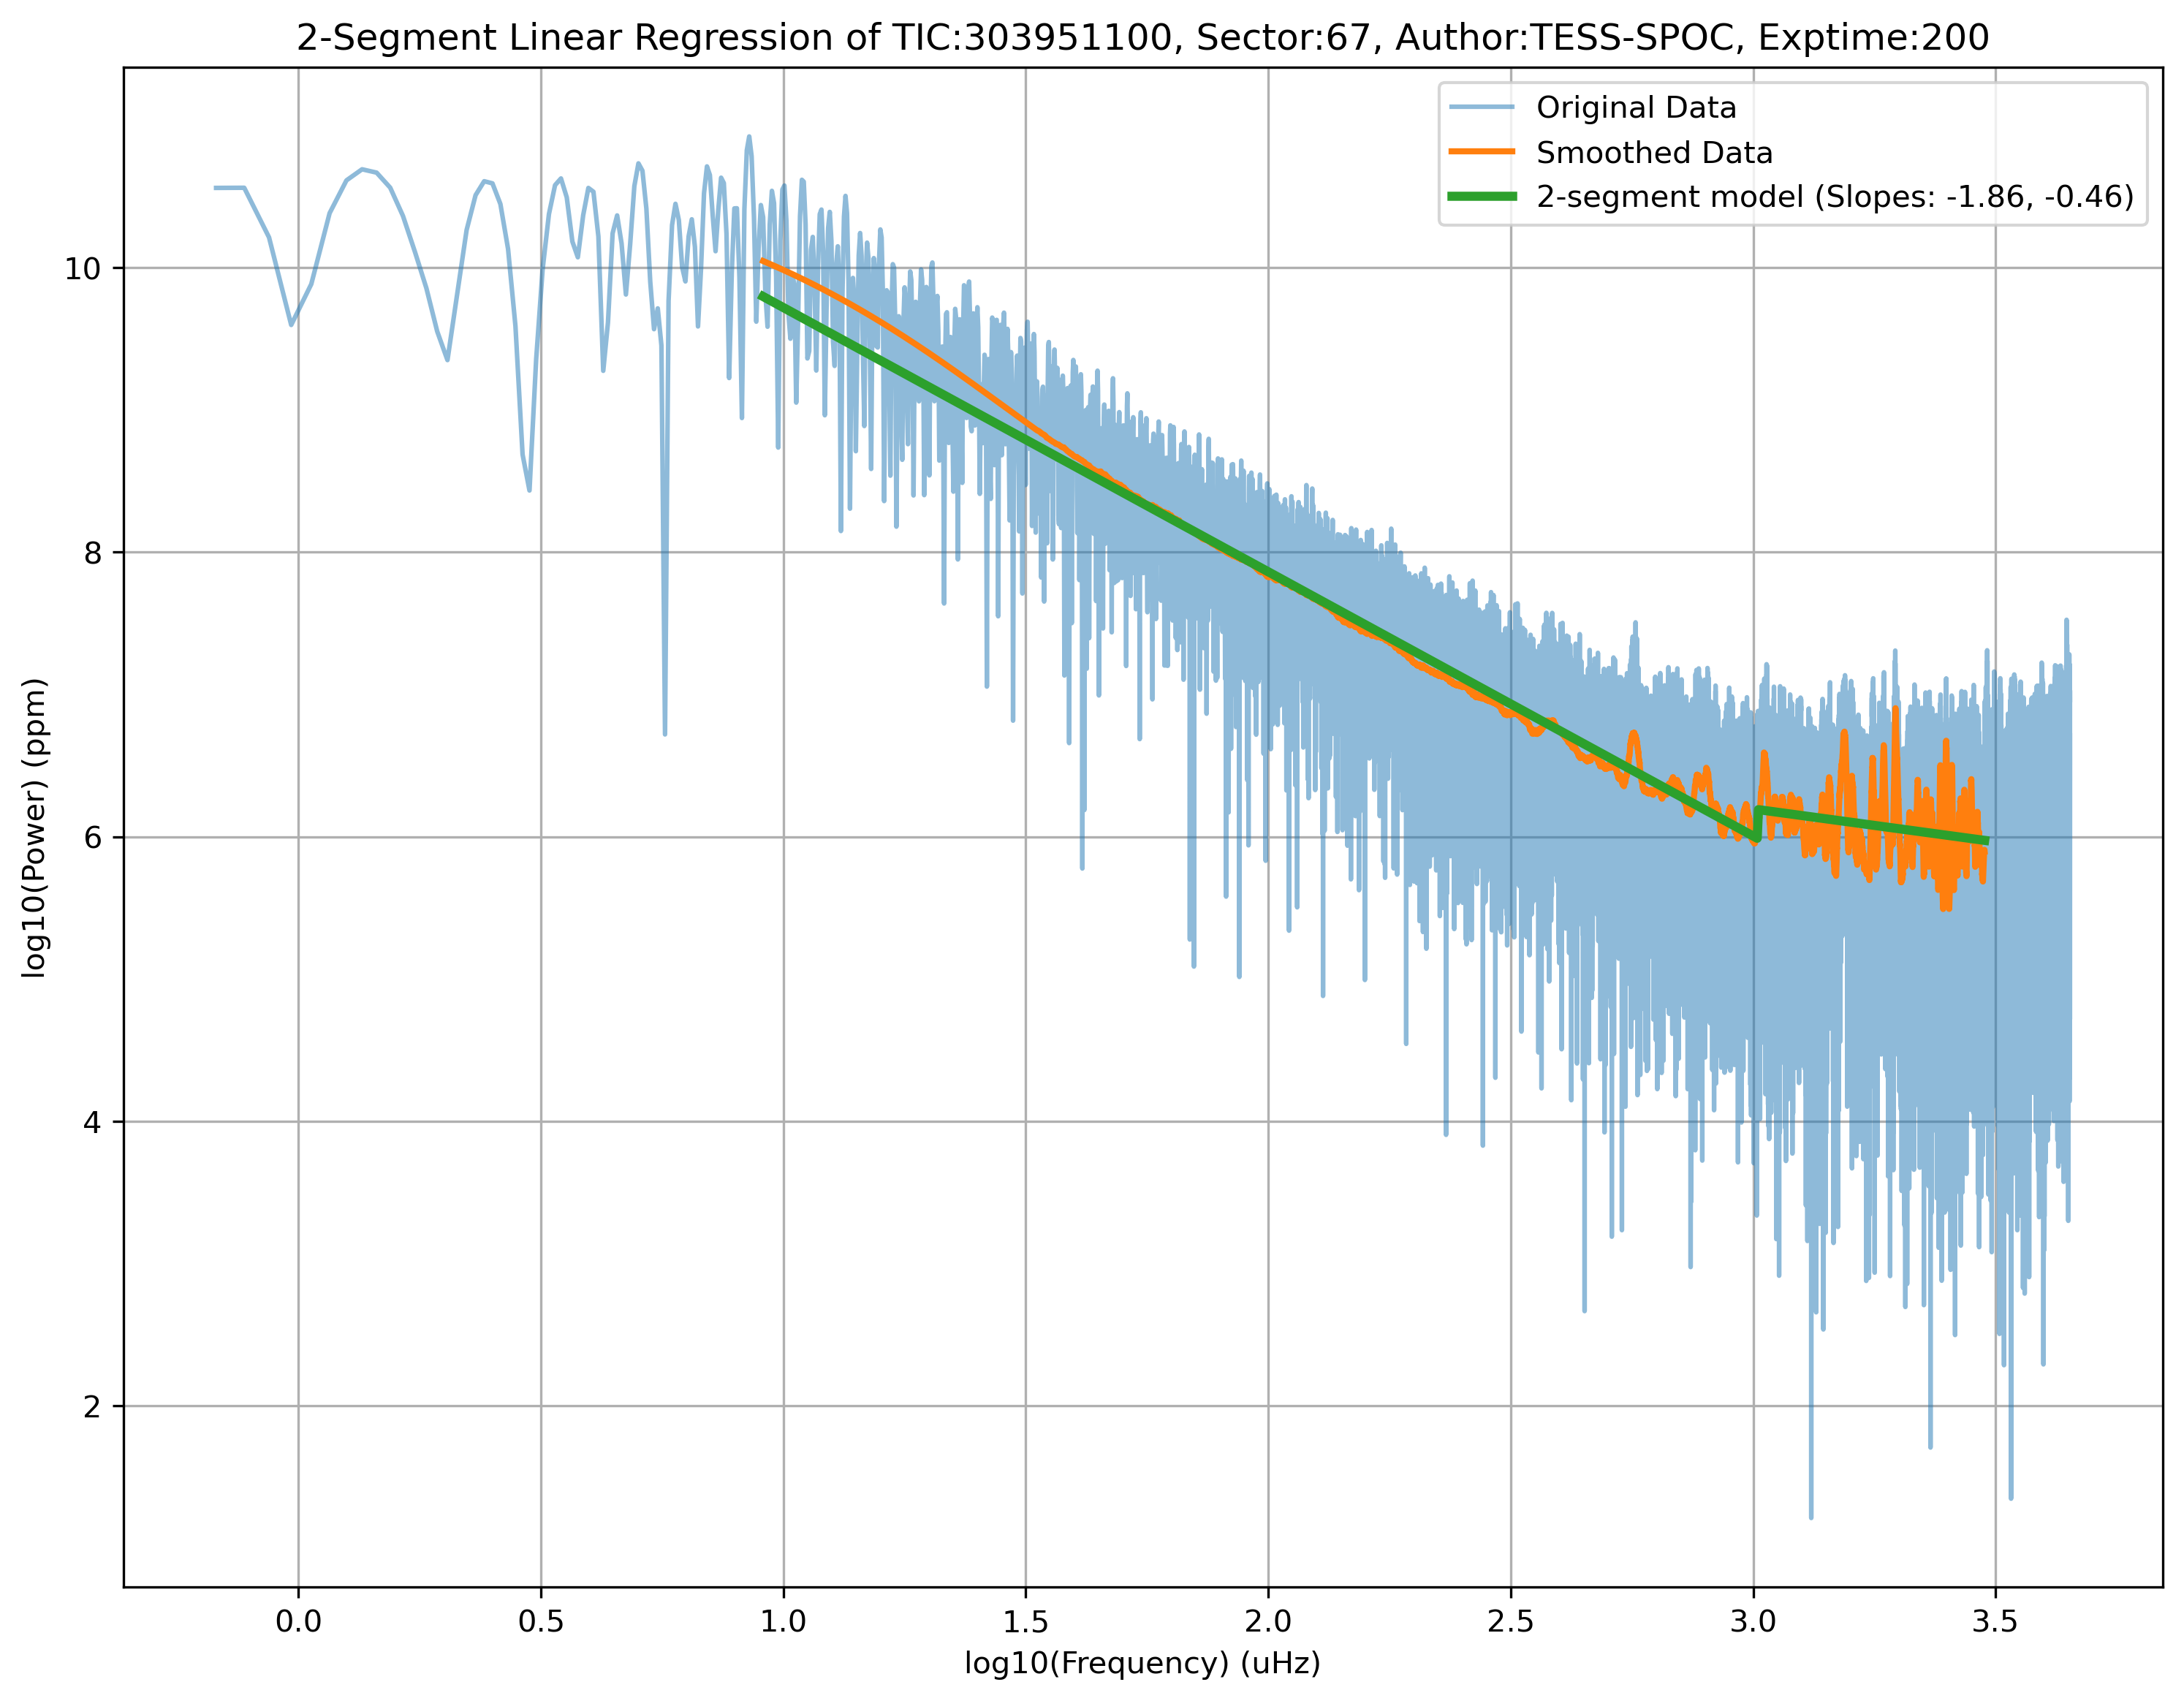 2-Segment Linear Regression of TIC:303951100, Sector:67, Author:TESS-SPOC, Exptime:200
Original Data
Smoothed Data
2-segment model (Slopes: -1.86, -0.46)
log10(Power) (ppm)
10
8
6
4
2
0.0 0.5 1.0 1.5 2.0 2.5 3.0 3.5
log10(Frequency) (uHz)